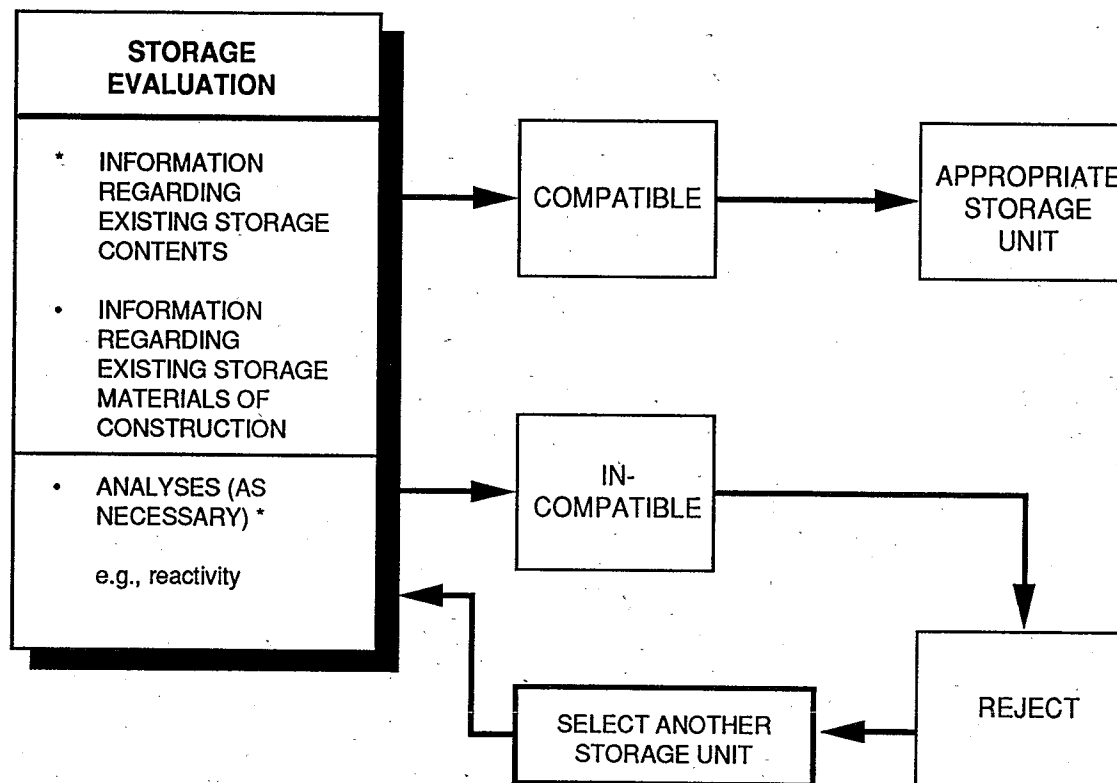 STORAGE
EVALUATION
* INFORMATION
REGARDING
EXISTING STORAGE
CONTENTS
• INFORMATION
REGARDING
EXISTING STORAGE
MATERIALS OF
CONSTRUCTION
• ANALYSES (AS
NECESSARY) *
e.g., reactivity
COMPATIBLE
APPROPRIATE
STORAGE
UNIT
IN-
COMPATIBLE
REJECT
SELECT ANOTHER
STORAGE UNIT